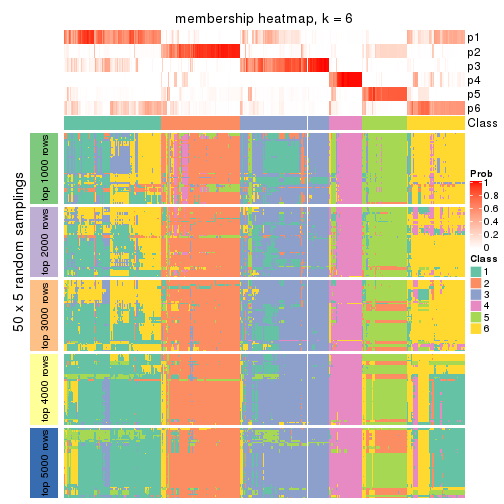 membership heatmap, k = 6
p1
p2
p3
p4
p5
p6
Class
50 x 5 random samplings
top 1000 rows
top 2000 rows
top 3000 rows
top 4000 rows
top 5000 rows
Prob
1
0.8
0.6
0.4
0.2
0
Class
1
2
3
4
5
6